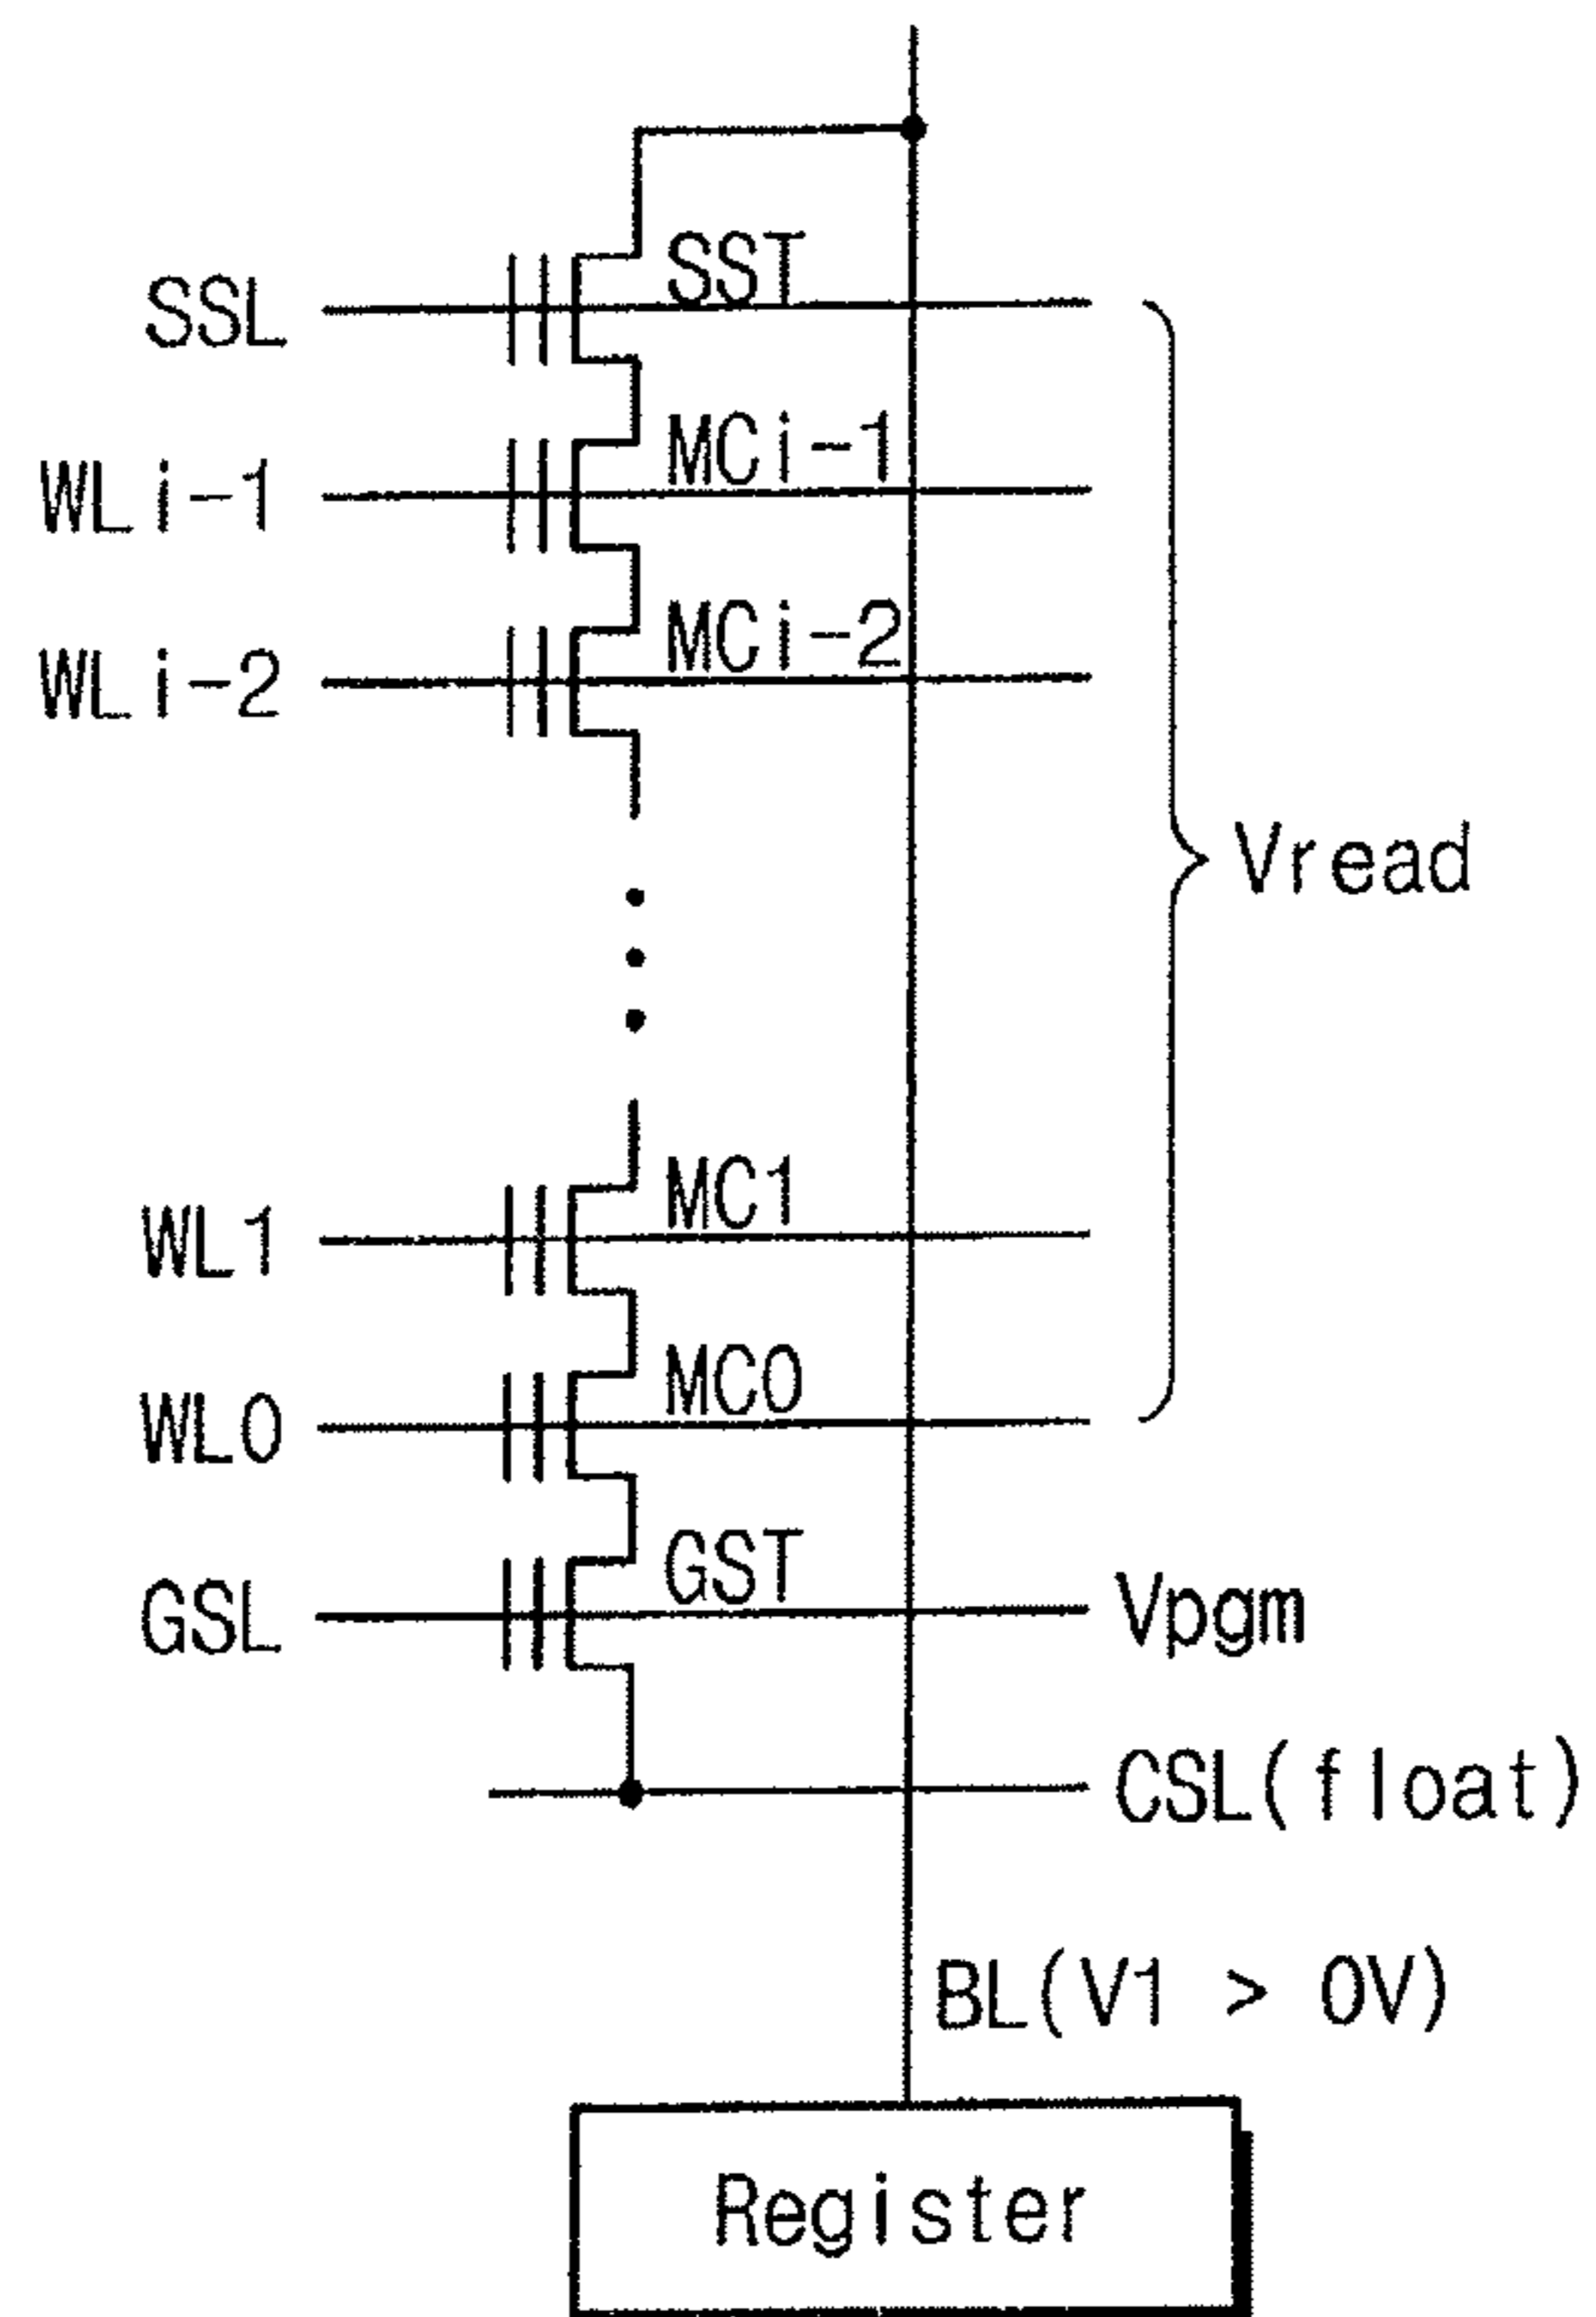 SST
SSL
MCi-1
WLi-1
MCi-2
WLi-2
Vread
MC1
WL1
MC0
WL0
GST
GSL
Vpgm
CSL(float)
BL(V1 > 0V)
Register